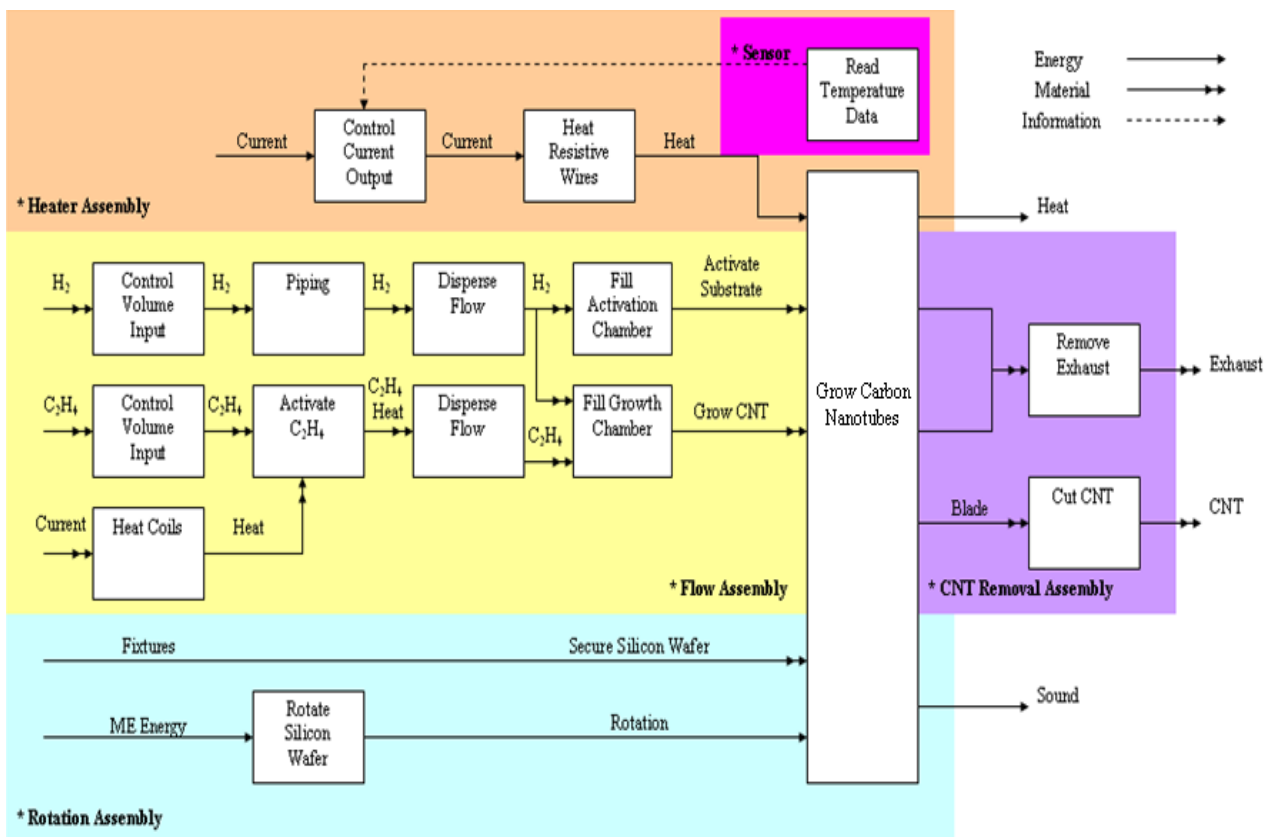 * Sensor
Read
Temperature
Data
Energy
Material
Information
Current
Control
Current
Output
Current
Heat
Resistive
Wires
Heat
* Heater Assembly
Heat
H₂
Control
Volume
Input
H₂
Piping
H₂
Disperse
Flow
H₂
Fill
Activation
Chamber
Activate
Substrate
C₂H₄
Control
Volume
Input
C₂H₄
Activate
C₂H₄
C₂H₄
Heat
Disperse
Flow
C₂H₄
Fill Growth
Chamber
Grow CNT
Grow Carbon
Nanotubes
Remove
Exhaust
Exhaust
Current
Heat Coils
Heat
Blade
Cut CNT
CNT
* Flow Assembly
* CNT Removal Assembly
Fixtures
Secure Silicon Wafer
ME Energy
Rotate
Silicon
Wafer
Rotation
Sound
* Rotation Assembly